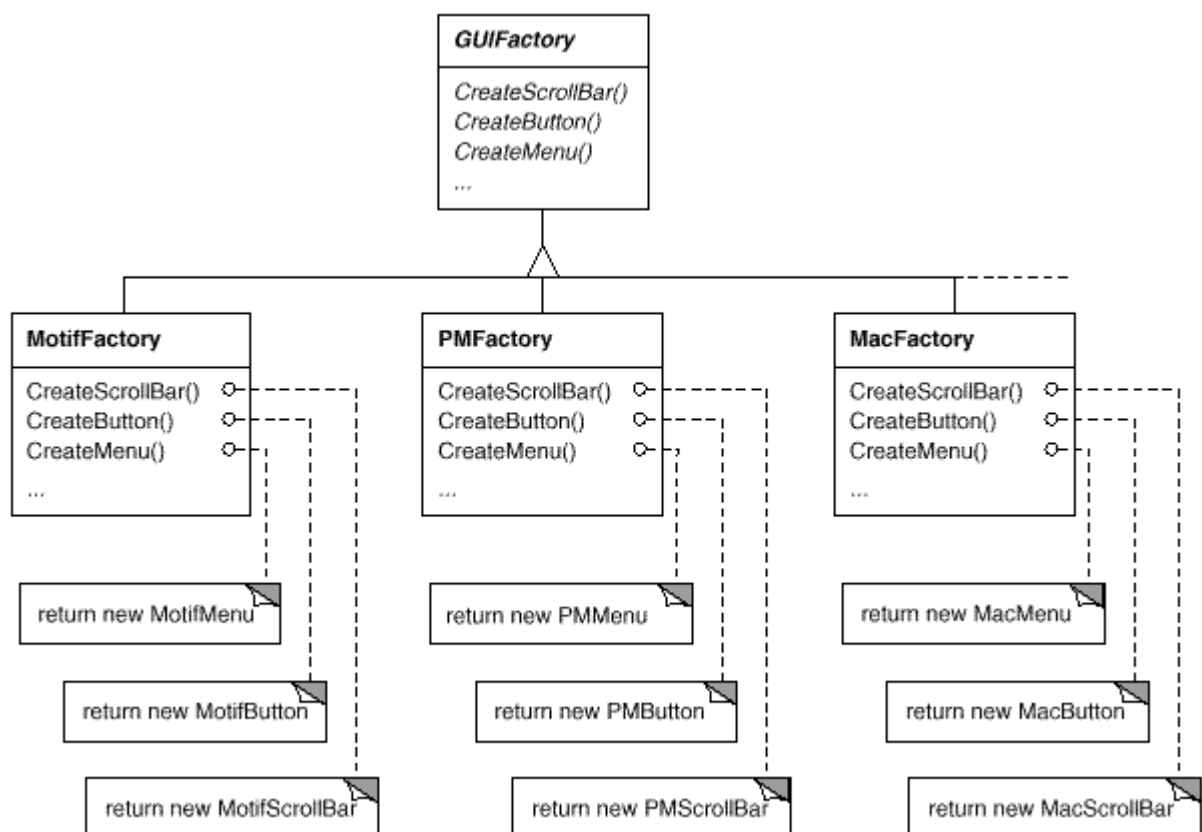 GUIFactory
CreateScrollBar()
CreateButton()
CreateMenu()
...
MotifFactory
CreateScrollBar()
CreateButton()
CreateMenu()
...
PMFactory
CreateScrollBar()
CreateButton()
CreateMenu()
...
MacFactory
CreateScrollBar()
CreateButton()
CreateMenu()
...
return new MotifMenu
return new PMMenu
return new MacMenu
return new MotifButton
return new PMButton
return new MacButton
return new MotifScrollBar
return new PMScrollBar
return new MacScrollBar